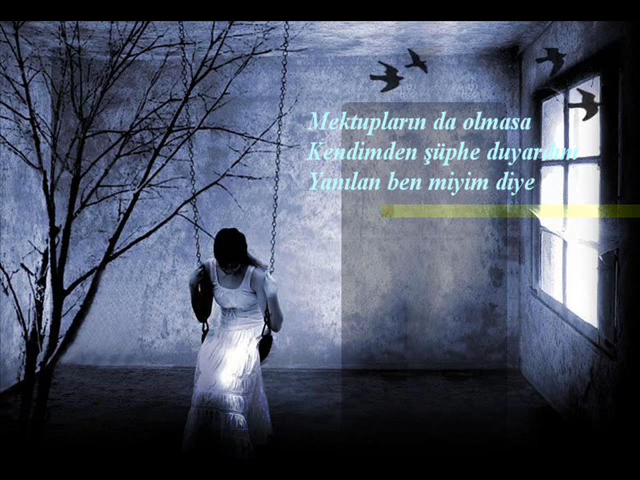 Mektupların da olmasa
Kendimden şüphe duyardım
Yanılan ben miyim diye